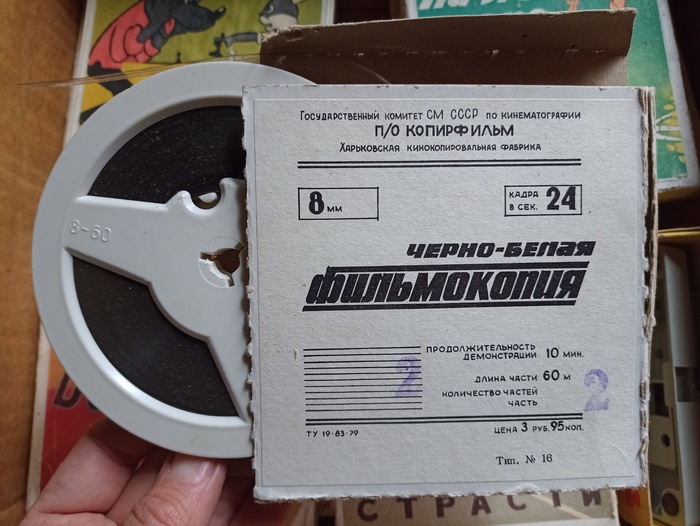 Государственный комитет СМ СССР по кинематографии
П/О КОПИРФИЛЬМ
Харьковская кинокопировальная фабрика
8 мм
КАДРА В СЕК. 24
ЧЕРНО-БЕЛАЯ
ФИЛЬМОКОПИЯ
8-60
ПРОДОЛЖИТЕЛЬНОСТЬ
ДЕМОНСТРАЦИИ 10 МИН.
ДЛИНА ЧАСТИ 60 М
КОЛИЧЕСТВО ЧАСТЕЙ 2
ЧАСТЬ
2
ТУ 19-83-79
ЦЕНА 3 РУБ. 95 КОП.
Тип. № 16
СТРАСТИ